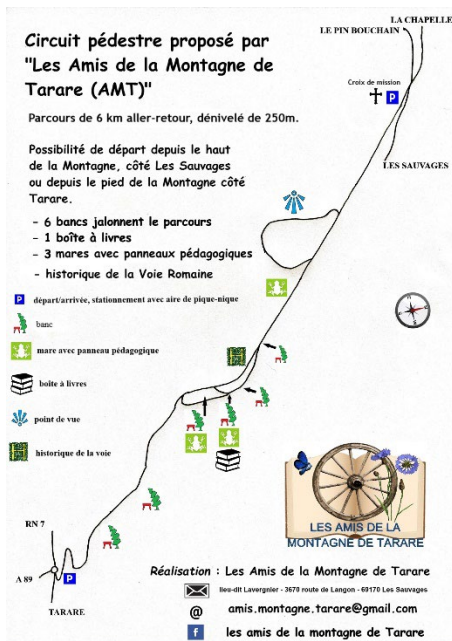 LA CHAPELLE
LE PIN BOUCHAIN
Circuit pédestre proposé par
"Les Amis de la Montagne de
Tarare (AMT)"
Croix de mission
P
Parcours de 6 km aller-retour, dénivelé de 250m.
Possibilité de départ depuis le haut
de la Montagne, côté Les Sauvages
ou depuis le pied de la Montagne côté
Tarare.
LES SAUVAGES
- 6 bancs jalonnent le parcours
- 1 boîte à livres
- 3 mares avec panneaux pédagogiques
- historique de la Voie Romaine
P départ/arrivée, stationnement avec aire de pique-nique
banc
mare avec panneau pédagogique
boite à livres
point de vue
historique de la voie
RN 7
A 89
P
TARARE
LES AMIS DE LA
MONTAGNE DE TARARE
Réalisation : Les Amis de la Montagne de Tarare
lles-dit Lavergnier - 3670 route de Langon - 69170 Les Sauvages
@ amis.montagne.tarare@gmail.com
f les amis de la montagne de Tarare